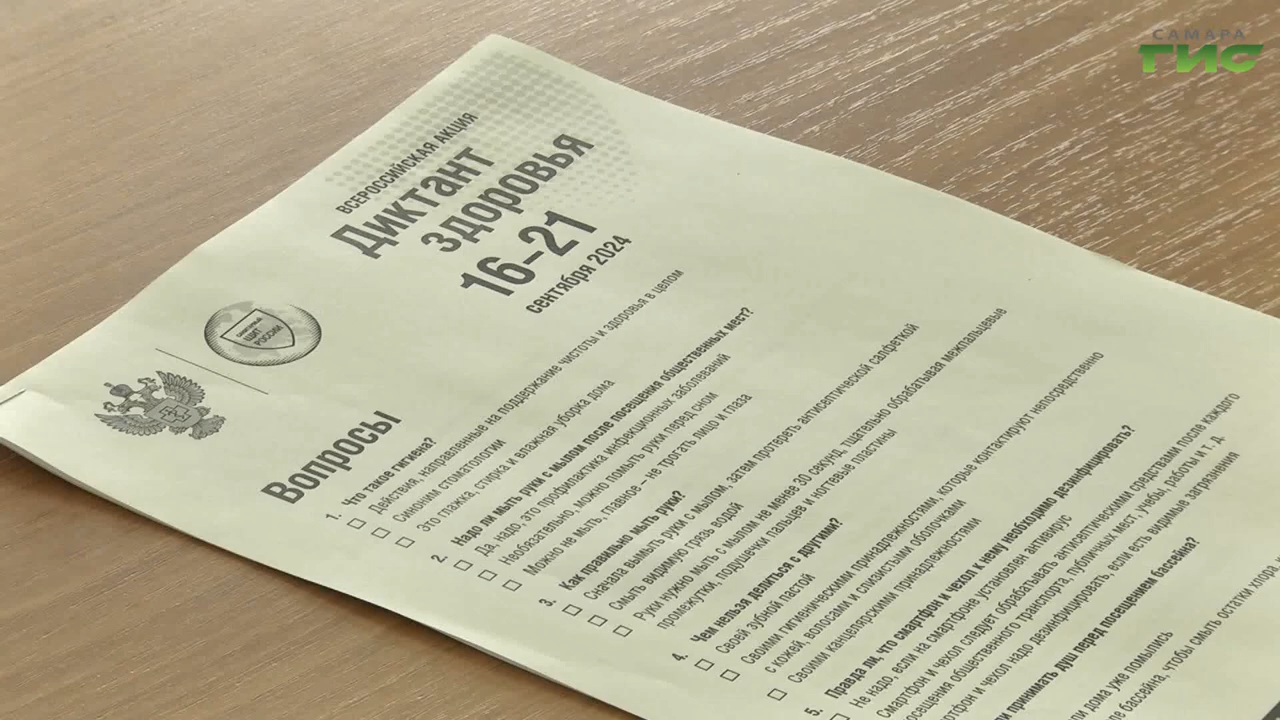 САМАРА
ГИС
ВСЕРОССИЙСКАЯ АКЦИЯ
Диктант
здоровья
16-21
сентября 2024
САНИТАРНЫЙ
ЩИТ
РОССИИ
Вопросы
1. Что такое гигиена?
Действия, направленные на поддержание чистоты и здоровья в целом
Синоним стоматологии
Это глажка, стирка и влажная уборка дома
2. Надо ли мыть руки с мылом после посещения общественных мест?
Да, надо, это профилактика инфекционных заболеваний
Необязательно, можно помыть руки перед сном
Можно не мыть, главное – не трогать лицо и глаза
3. Как правильно мыть руки?
Сначала вымыть руки с мылом, затем протереть антисептической салфеткой
Смыть видимую грязь водой
Руки нужно мыть с мылом не менее 30 секунд, тщательно обрабатывая межпальцевые
промежутки, подушечки пальцев и ногтевые пластины
4. Чем нельзя делиться с другими?
Своей зубной пастой
Своими гигиеническими принадлежностями, которые контактируют непосредственно
с кожей, волосами и слизистыми оболочками
Своими канцелярскими принадлежностями
5. Правда ли, что смартфон и чехол к нему необходимо дезинфицировать?
Не надо, если на смартфоне установлен антивирус
Смартфон и чехол следует обрабатывать антисептическими средствами после каждого
посещения общественного транспорта, публичных мест, учебы, работы и т. д.
и чехол надо дезинфицировать, если есть видимые загрязнения
принимать душ перед посещением бассейна?
дома уже помылись
бассейна, чтобы смыть остатки хлора,